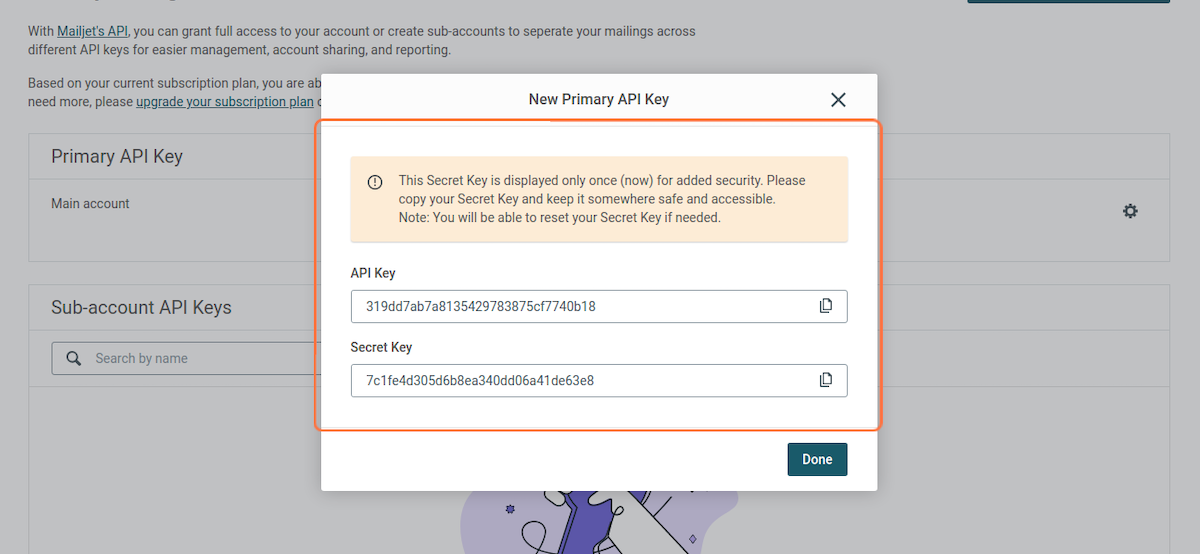 With Mailjet's API, you can grant full access to your account or create sub-accounts to seperate your mailings across
different API keys for easier management, account sharing, and reporting.
Based on your current subscription plan, you are ab
need more, please upgrade your subscription plan
New Primary API Key
Primary API Key
This Secret Key is displayed only once (now) for added security. Please
copy your Secret Key and keep it somewhere safe and accessible.
Note: You will be able to reset your Secret Key if needed.
Main account
API Key
319dd7ab7a8135429783875cf7740b18
Sub-account API Keys
Secret Key
Search by name
7c1fe4d305d6b8ea340dd06a41de63e8
Done